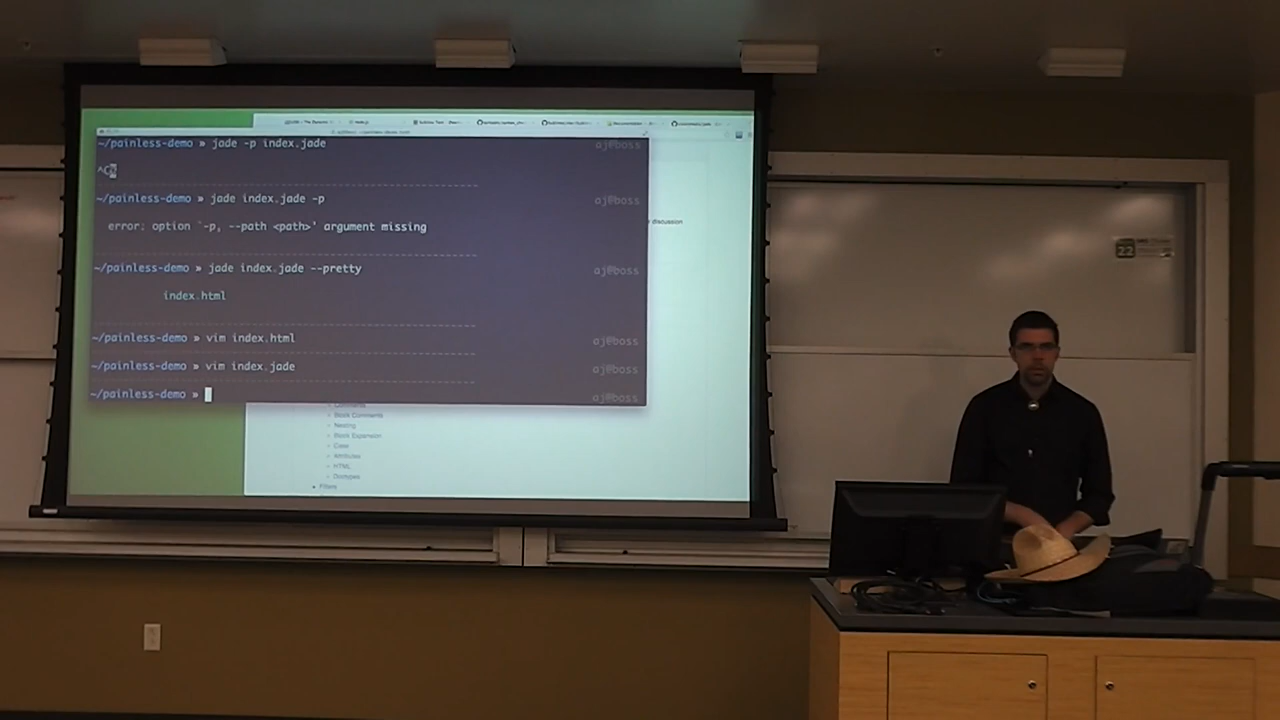 ~/painless-demo » jade -p index.jade aj@boss
^C
~/painless-demo » jade index.jade -p aj@boss
error: option `-p, --path <path>' argument missing
~/painless-demo » jade index.jade --pretty aj@boss
index.html
~/painless-demo » vim index.html aj@boss
~/painless-demo » vim index.jade aj@boss
~/painless-demo » aj@boss
discussion
Comments
Block Comments
Nesting
Block Expansion
Case
Attributes
HTML
Doctypes
Filters
22